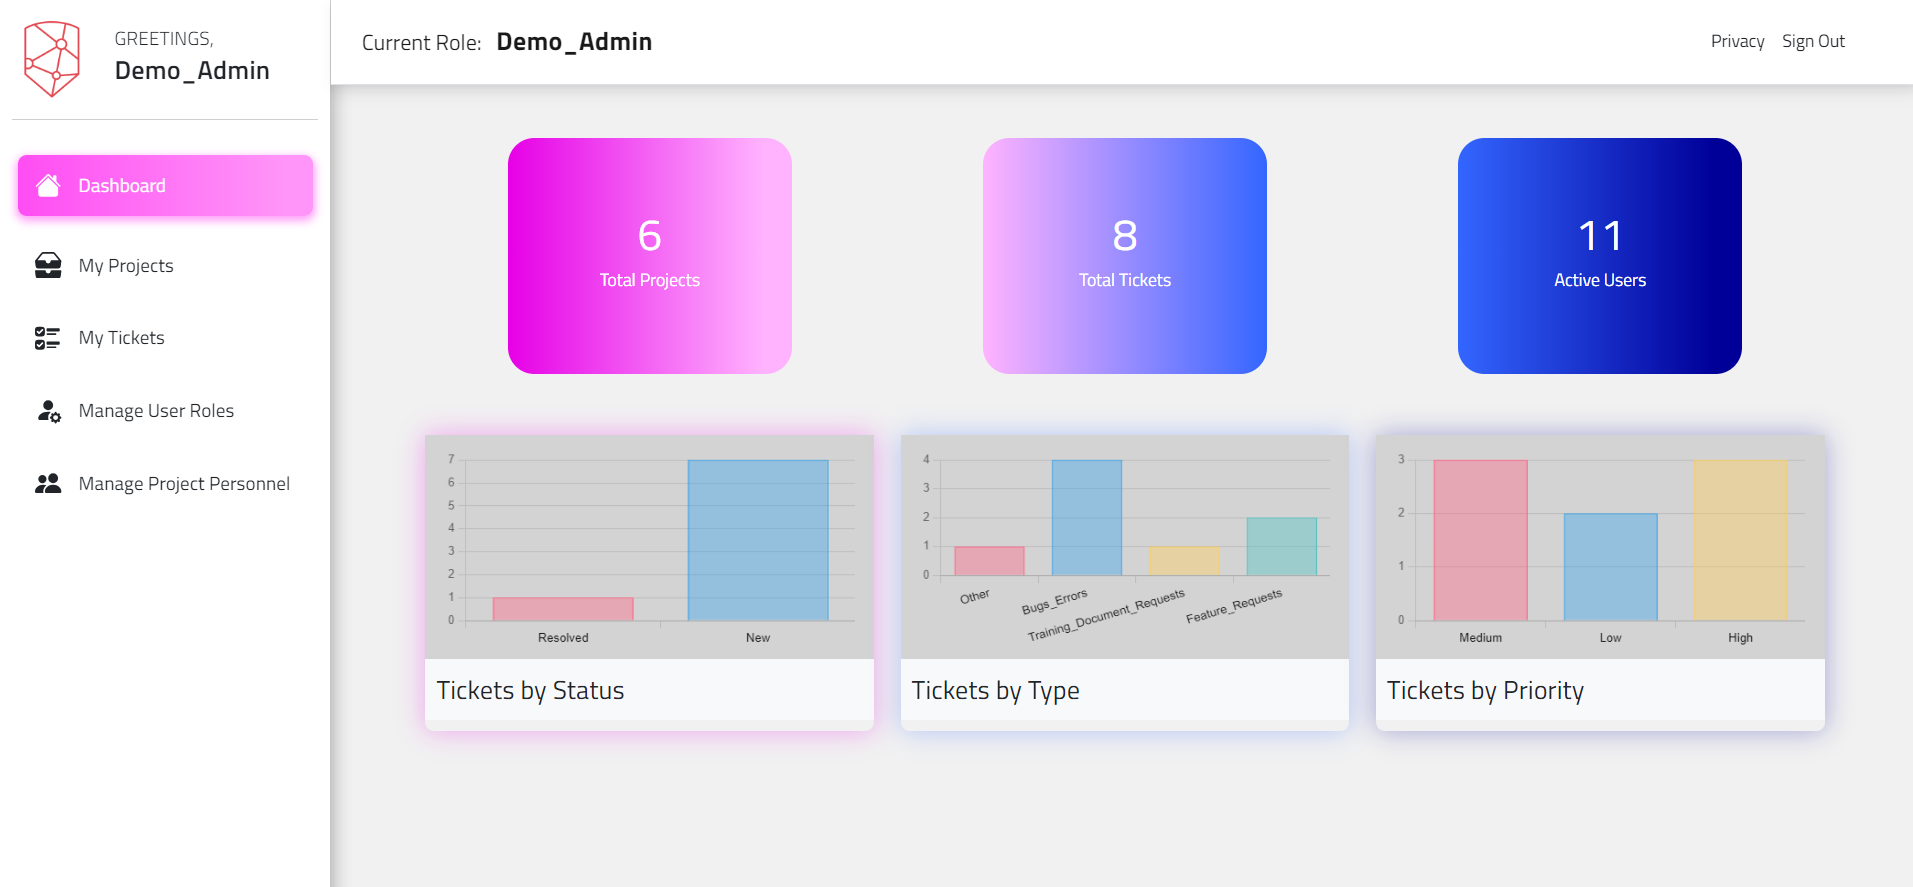 GREETINGS,
Demo_Admin
Dashboard
My Projects
My Tickets
Manage User Roles
Manage Project Personnel
Current Role: Demo_Admin
Privacy Sign Out
6
Total Projects
8
Total Tickets
11
Active Users
7
6
5
4
3
2
1
0
Resolved New
Tickets by Status
4
3
2
1
0
Other
Bugs_Errors
Training_Document_Requests
Feature_Requests
Tickets by Type
3
2
1
0
Medium Low High
Tickets by Priority